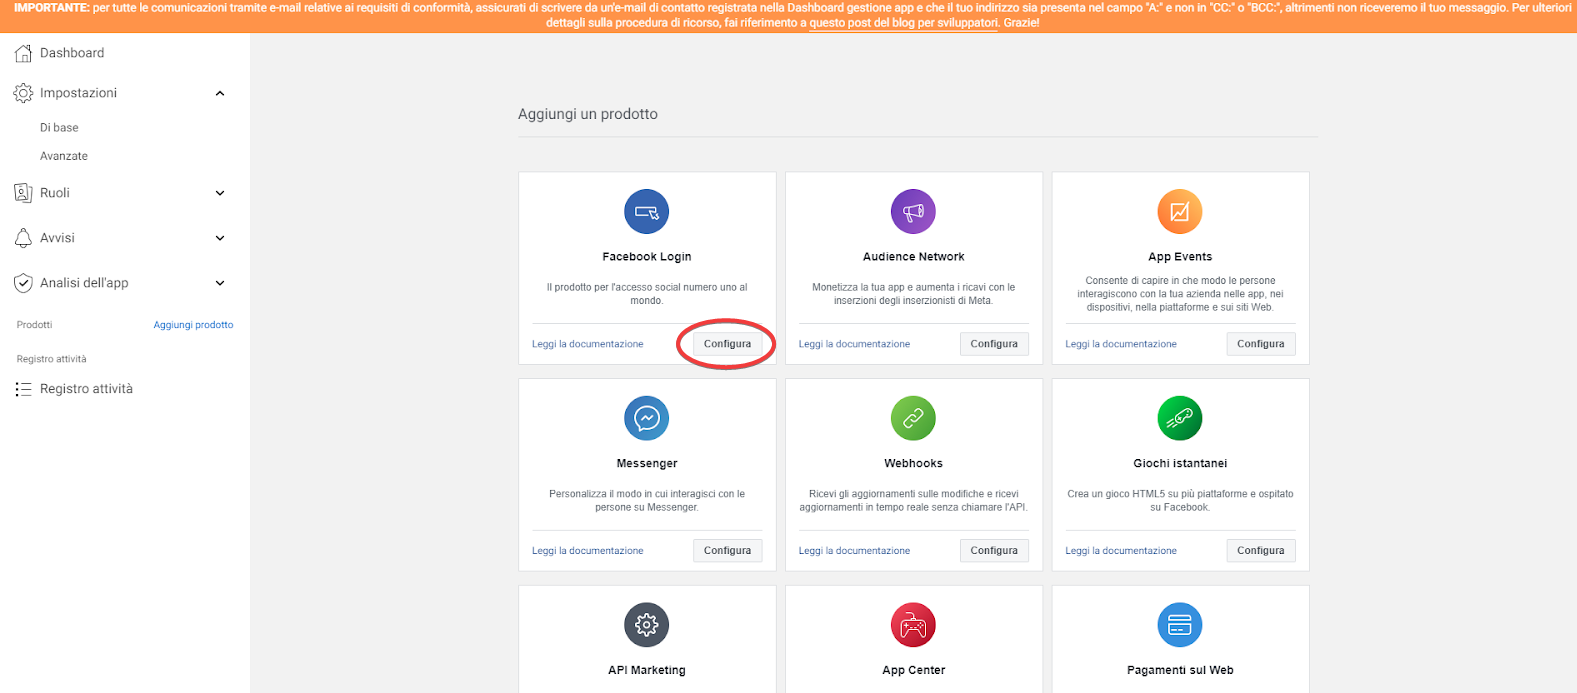 IMPORTANTE: per tutte le comunicazioni tramite e-mail relative ai requisiti di conformità, assicurati di scrivere da un'e-mail di contatto registrata nella Dashboard gestione app e che il tuo indirizzo sia presenta nel campo "A:" e non in "CC:" o "BCC:", altrimenti non riceveremo il tuo messaggio. Per ulteriori
dettagli sulla procedura di ricorso, fai riferimento a questo post del blog per sviluppatori. Grazie!
Dashboard
Impostazioni
Di base
Avanzate
Ruoli
Avvisi
Analisi dell'app
Prodotti Aggiungi prodotto
Registro attività
Registro attività
Aggiungi un prodotto
Facebook Login
Il prodotto per l'accesso social numero uno al
mondo.
Leggi la documentazione Configura
Audience Network
Monetizza la tua app e aumenta i ricavi con le
inserzioni degli inserzionisti di Meta.
Leggi la documentazione Configura
App Events
Consente di capire in che modo le persone
interagiscono con la tua azienda nelle app, nei
dispositivi, nella piattaforme e sui siti Web.
Leggi la documentazione Configura
Messenger
Personalizza il modo in cui interagisci con le
persone su Messenger.
Leggi la documentazione Configura
Webhooks
Ricevi gli aggiornamenti sulle modifiche e ricevi
aggiornamenti in tempo reale senza chiamare l'API.
Leggi la documentazione Configura
Giochi istantanei
Crea un gioco HTML5 su più piattaforme e ospitato
su Facebook.
Leggi la documentazione Configura
API Marketing
App Center
Pagamenti sul Web